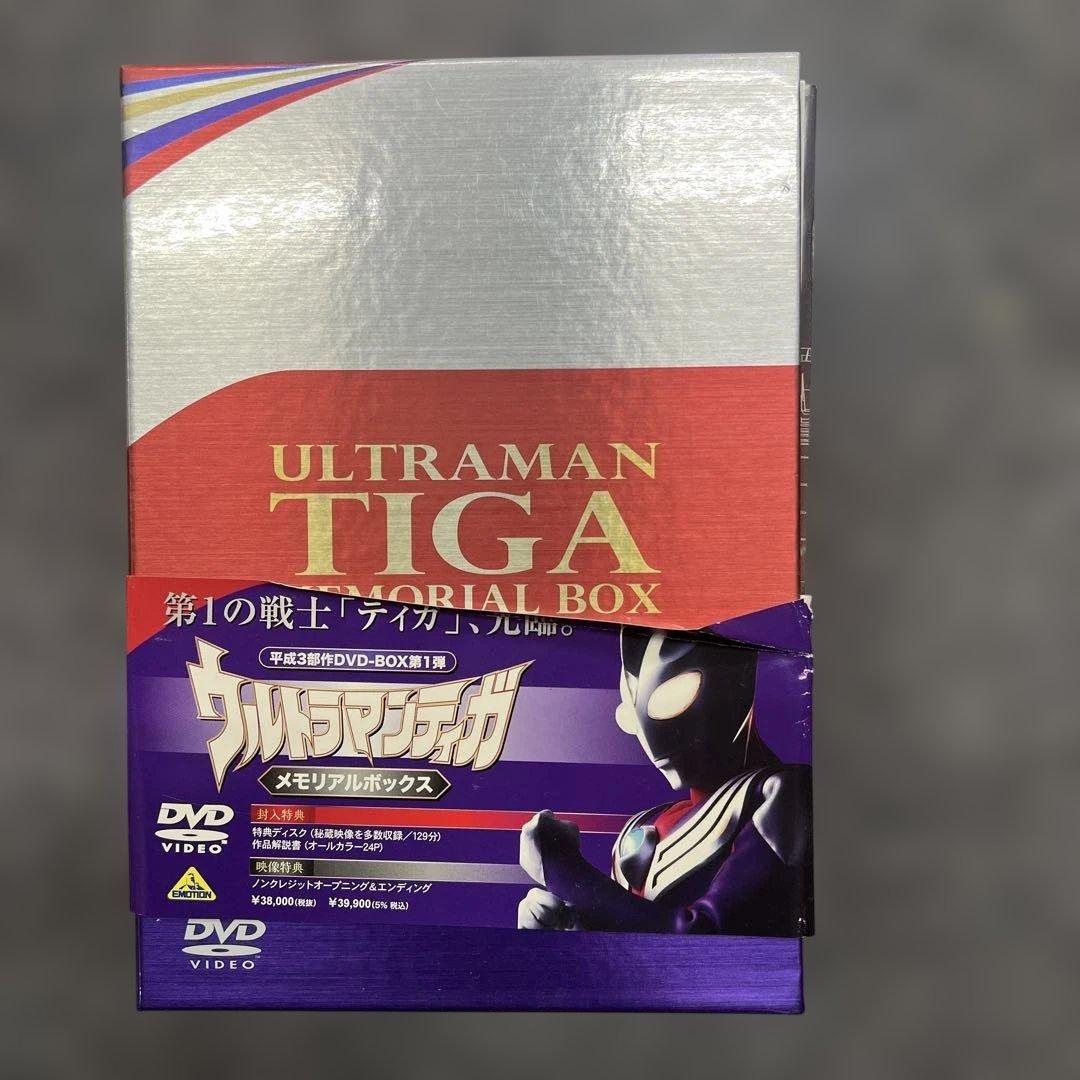 ULTRAMAN
TIGA
MEMORIAL BOX
第1の戦士「ティガ」、光臨。
平成3部作DVD-BOX第1弾
ウルトラマンティガ
メモリアルボックス
DVD
VIDEO
封入特典
特典ディスク(秘蔵映像を多数収録/129分)
作品解説書(オールカラー24P)
映像特典
ノンクレジットオープニング&エンディング
¥38,000(税抜) ¥39,900(5% 税込)
EMOTION
DVD
VIDEO